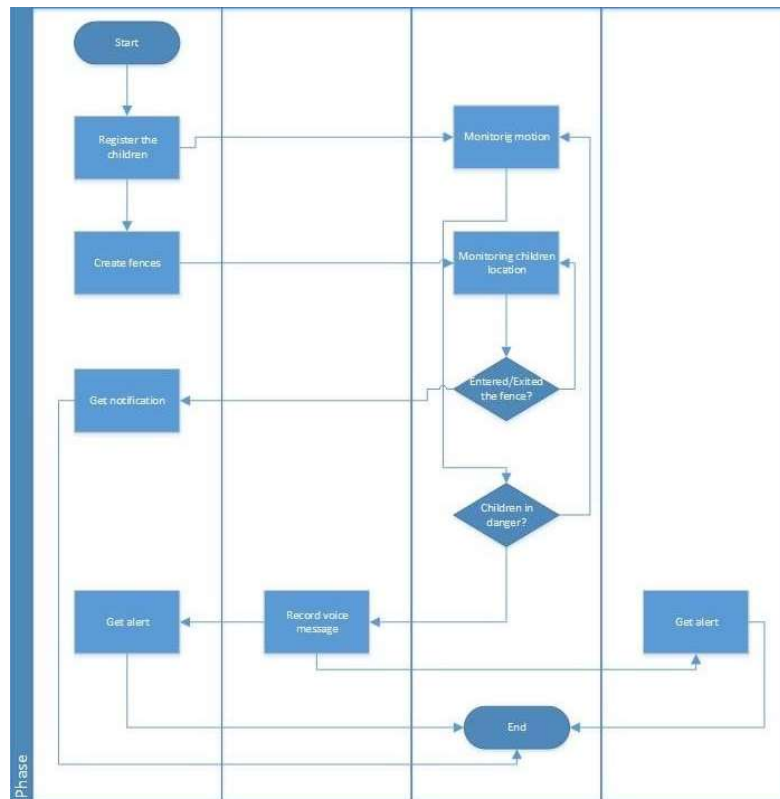 Start
Register the
children
Monitorig motion
Create fences
Monitoring children
location
Get notification
Entered/Exited
the fence?
Children in
danger?
Get alert
Record voice
message
Get alert
End
Phase